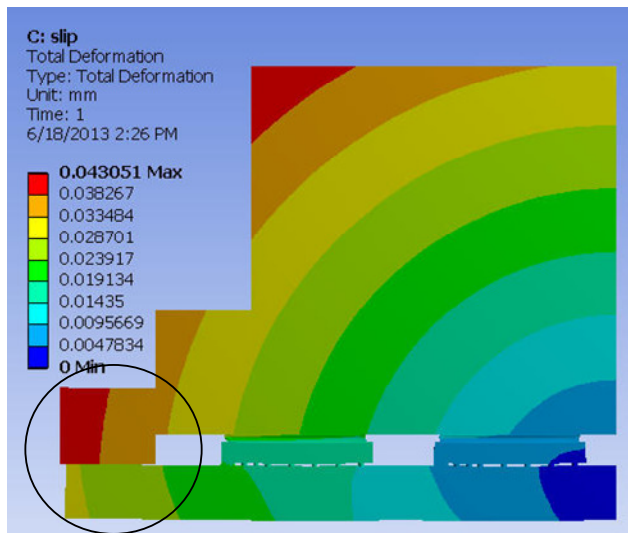 C: slip
Total Deformation
Type: Total Deformation
Unit: mm
Time: 1
6/18/2013 2:26 PM
0.043051 Max
0.038267
0.033484
0.028701
0.023917
0.019134
0.01435
0.0095669
0.0047834
0 Min